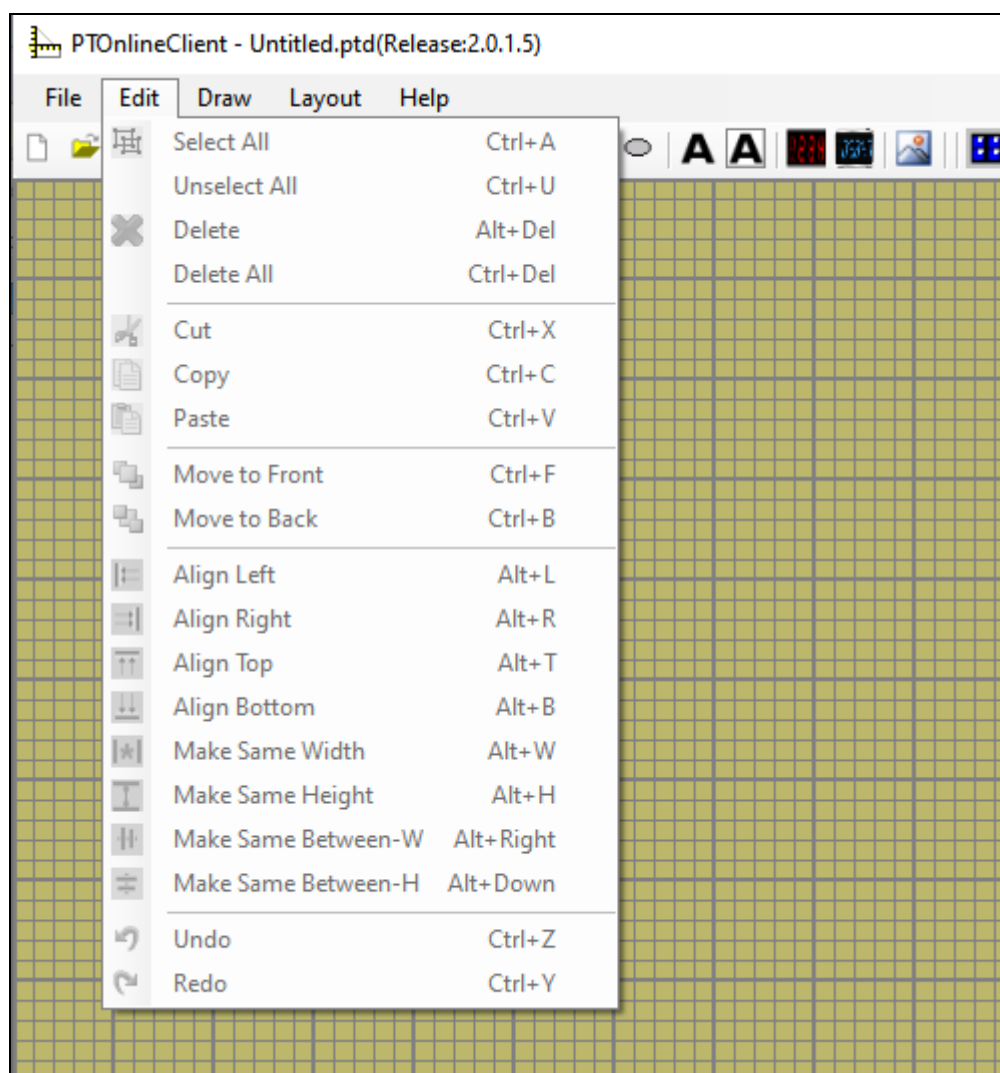 PTOnlineClient - Untitled.ptd(Release:2.0.1.5)
File Edit Draw Layout Help
A A
Select All Ctrl+A
Unselect All Ctrl+U
Delete Alt+Del
Delete All Ctrl+Del
Cut Ctrl+X
Copy Ctrl+C
Paste Ctrl+V
Move to Front Ctrl+F
Move to Back Ctrl+B
Align Left Alt+L
Align Right Alt+R
Align Top Alt+T
Align Bottom Alt+B
Make Same Width Alt+W
Make Same Height Alt+H
Make Same Between-W Alt+Right
Make Same Between-H Alt+Down
Undo Ctrl+Z
Redo Ctrl+Y